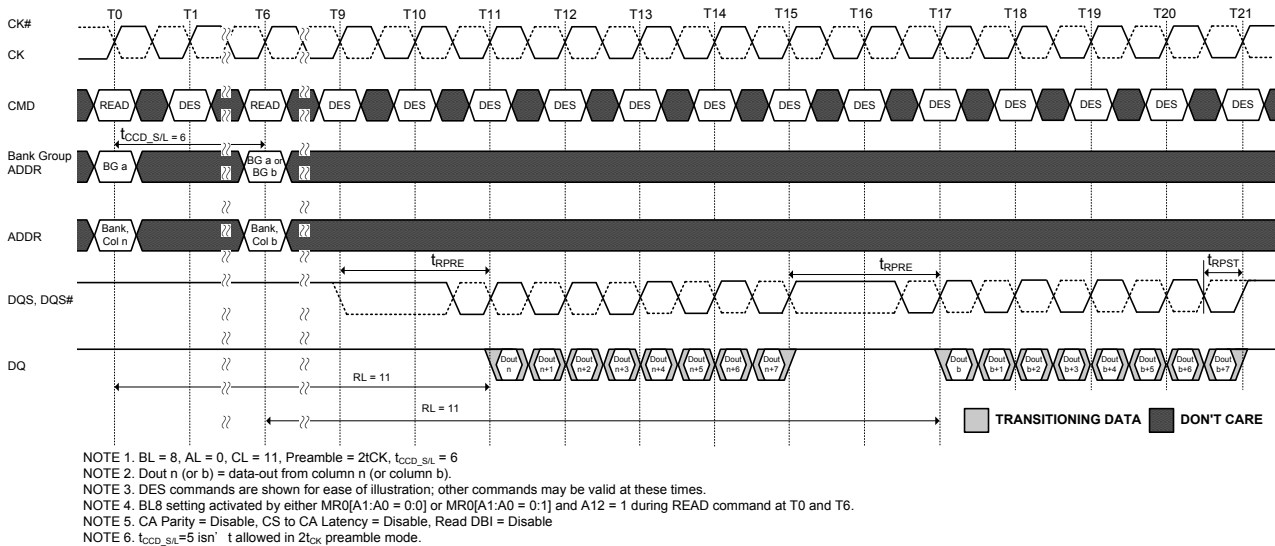 T0 T1 T6 T9 T10 T11 T12 T13 T14 T15 T16 T17 T18 T19 T20 T21
CK#
CK
CMD READ DES READ DES DES DES DES DES DES DES DES DES DES DES DES DES
tCCD_S/L = 6
Bank Group
ADDR
BG a
BG a or
BG b
ADDR
Bank,
Col n
Bank,
Col b
tRPRE tRPRE tRPST
DQS, DQS#
DQ
Dout
n
Dout
n+1
Dout
n+2
Dout
n+3
Dout
n+4
Dout
n+5
Dout
n+6
Dout
n+7
Dout
b
Dout
b+1
Dout
b+2
Dout
b+3
Dout
b+4
Dout
b+5
Dout
b+6
Dout
b+7
RL = 11
RL = 11
TRANSITIONING DATA DON'T CARE
NOTE 1. BL = 8, AL = 0, CL = 11, Preamble = 2tCK, tCCD_S/L = 6
NOTE 2. Dout n (or b) = data-out from column n (or column b).
NOTE 3. DES commands are shown for ease of illustration; other commands may be valid at these times.
NOTE 4. BL8 setting activated by either MR0[A1:A0 = 0:0] or MR0[A1:A0 = 0:1] and A12 = 1 during READ command at T0 and T6.
NOTE 5. CA Parity = Disable, CS to CA Latency = Disable, Read DBI = Disable
NOTE 6. tCCD_S/L=5 isn' t allowed in 2tCK preamble mode.